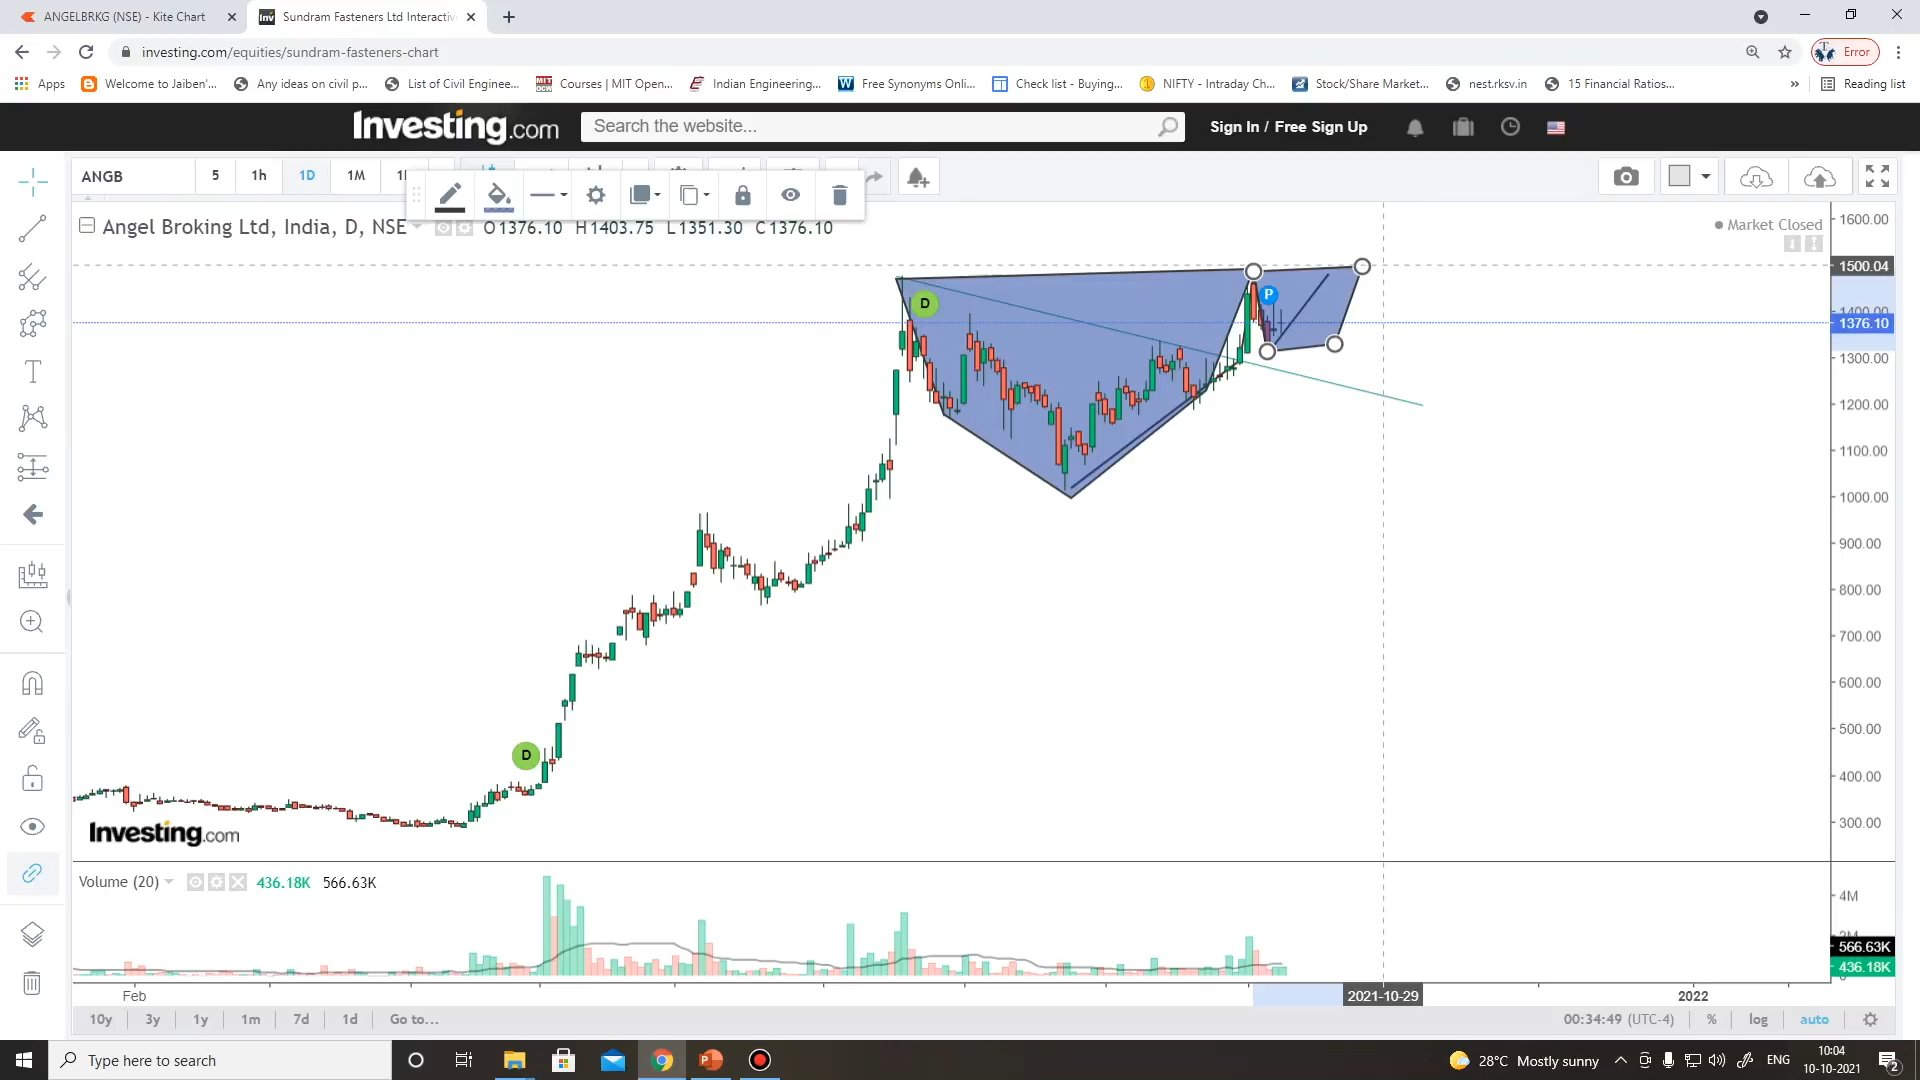 ANGELBRKG (NSE) - Kite Chart
Sundram Fasteners Ltd Interactiv
investing.com/equities/sundram-fasteners-chart
Error
Apps
Welcome to Jaiben'...
Any ideas on civil p...
List of Civil Enginee...
Courses | MIT Open...
Indian Engineering...
Free Synonyms Onli...
Check list - Buying...
NIFTY - Intraday Ch...
Stock/Share Market...
nest.rksv.in
15 Financial Ratios...
»
Reading list
Investing.com
Search the website...
Sign In / Free Sign Up
ANGB
5
1h
1D
1M
Angel Broking Ltd, India, D, NSE
O1376.10 H1403.75 L1351.30 C1376.10
Market Closed
1600.00
1500.04
1400.00
1376.10
1300.00
1200.00
1100.00
1000.00
900.00
800.00
700.00
600.00
500.00
400.00
300.00
D
P
D
Investing.com
Volume (20)
436.18K
566.63K
4M
566.63K
436.18K
Feb
2021-10-29
2022
10y
3y
1y
1m
7d
1d
Go to...
00:34:49 (UTC-4)
%
log
auto
Type here to search
28°C Mostly sunny
ENG
10:04
10-10-2021
2